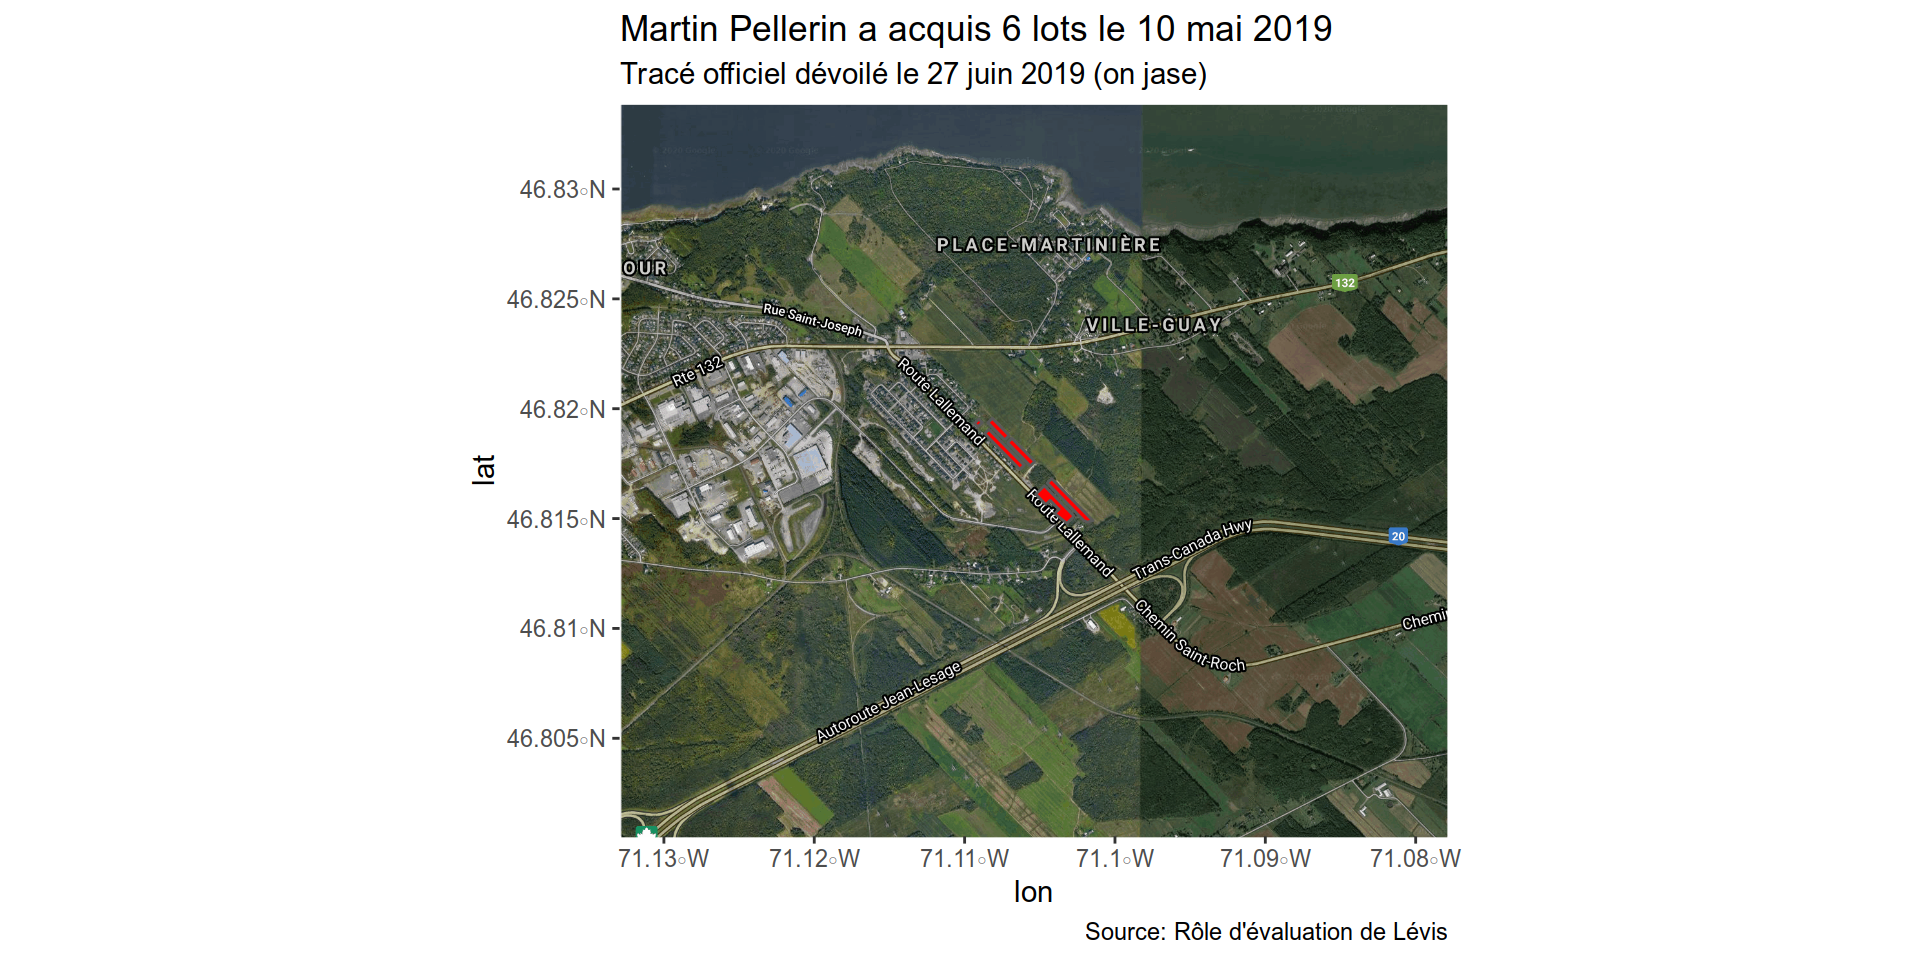 Martin Pellerin a acquis 6 lots le 10 mai 2019
Tracé officiel dévoilé le 27 juin 2019 (on jase)
46.83°N
46.825°N
46.82°N
46.815°N
46.81°N
46.805°N
lat
PLACE-MARTINIÈRE
OUR
132
Rue Saint-Joseph
VILLE-GUAY
Rte 132
Route Lallemand
Route Lallemand
Trans-Canada Hwy
20
Chemin Saint-Roch
Chemin
Autoroute Jean-Lesage
71.13°W
71.12°W
71.11°W
71.1°W
71.09°W
71.08°W
lon
Source: Rôle d'évaluation de Lévis